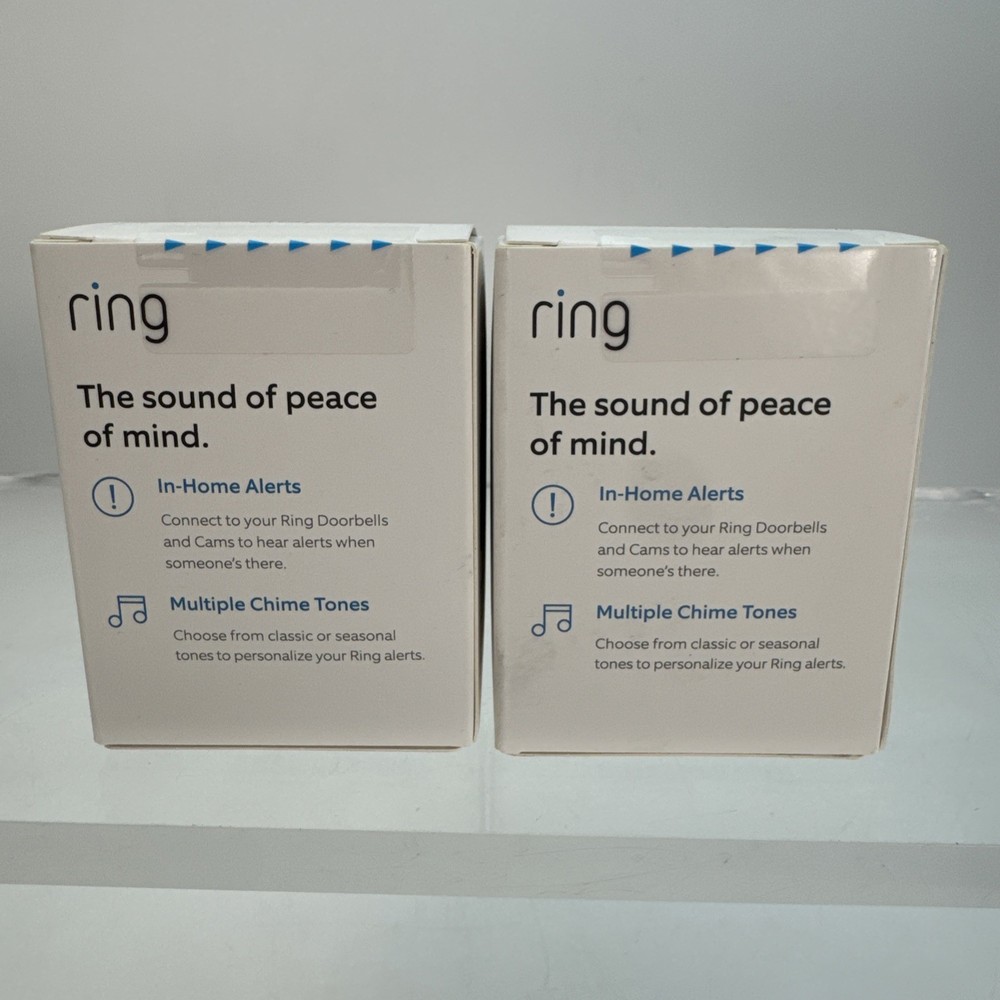 ring
The sound of peace
of mind.
In-Home Alerts
Connect to your Ring Doorbells
and Cams to hear alerts when
someone's there.
Multiple Chime Tones
Choose from classic or seasonal
tones to personalize your Ring alerts.
ring
The sound of peace
of mind.
In-Home Alerts
Connect to your Ring Doorbells
and Cams to hear alerts when
someone's there.
Multiple Chime Tones
Choose from classic or seasonal
tones to personalize your Ring alerts.